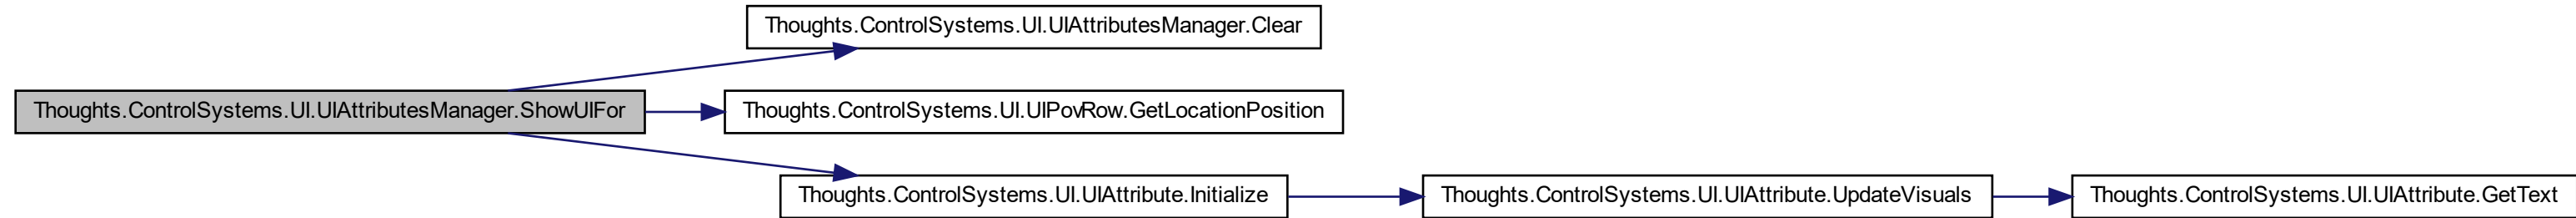 Thoughts.ControlSystems.UI.UIAttributesManager.Clear
Thoughts.ControlSystems.UI.UIAttributesManager.ShowUIFor
Thoughts.ControlSystems.UI.UIPovRow.GetLocationPosition
Thoughts.ControlSystems.UI.UIAttribute.Initialize
Thoughts.ControlSystems.UI.UIAttribute.UpdateVisuals
Thoughts.ControlSystems.UI.UIAttribute.GetText